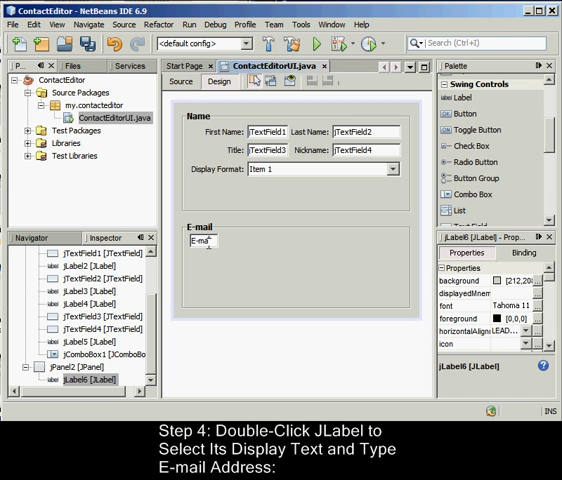 ContactEditor - NetBeans IDE 6.9
File Edit View Navigate Source Refactor Run Debug Profile Team Tools Window Help
<default config> Search (Ctrl+I)
P... Files Services
ContactEditor
Source Packages
my.contacteditor
ContactEditorUI.java
Test Packages
Libraries
Test Libraries
Navigator Inspector
jTextField1 [JTextField]
jLabel2 [JLabel]
jTextField2 [JTextField]
jLabel3 [JLabel]
jLabel4 [JLabel]
jTextField3 [JTextField]
jTextField4 [JTextField]
jLabel5 [JLabel]
jComboBox1 [JComboBo
jPanel2 [JPanel]
jLabel6 [JLabel]
Start Page ContactEditorUI.java
Source Design
Name
First Name: jTextField1 Last Name: jTextField2
Title: jTextField3 Nickname: jTextField4
Display Format: Item 1
E-mail
E-ma
Palette
Swing Controls
Label
Button
Toggle Button
Check Box
Radio Button
Button Group
Combo Box
List
jLabel6 [JLabel] - Prop...
Properties Binding
Properties
background [212,208
displayedMnem
font Tahoma 11
foreground [0,0,0]
horizontalAlignm LEAD...
icon
jLabel6 [JLabel]
INS
Step 4: Double-Click JLabel to
Select Its Display Text and Type
E-mail Address: